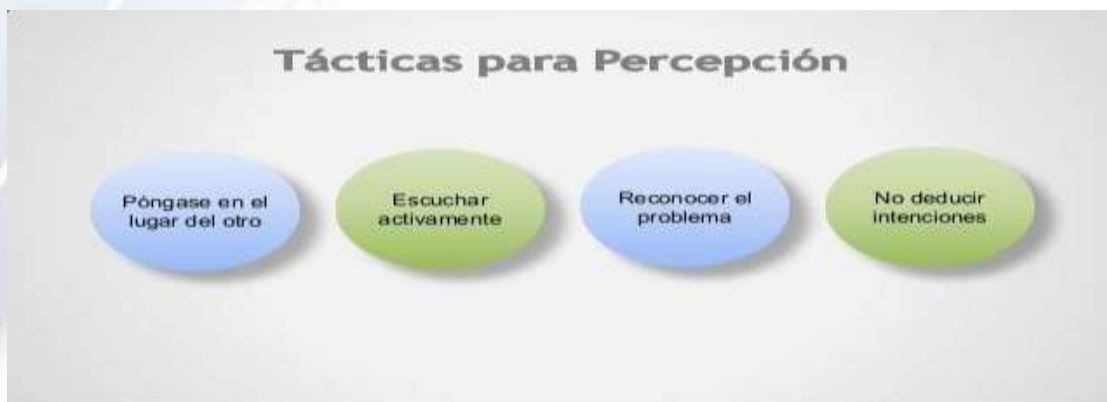 Tácticas para Percepción
Póngase en el
lugar del otro
Escuchar
activamente
Reconocer el
problema
No deducir
intenciones